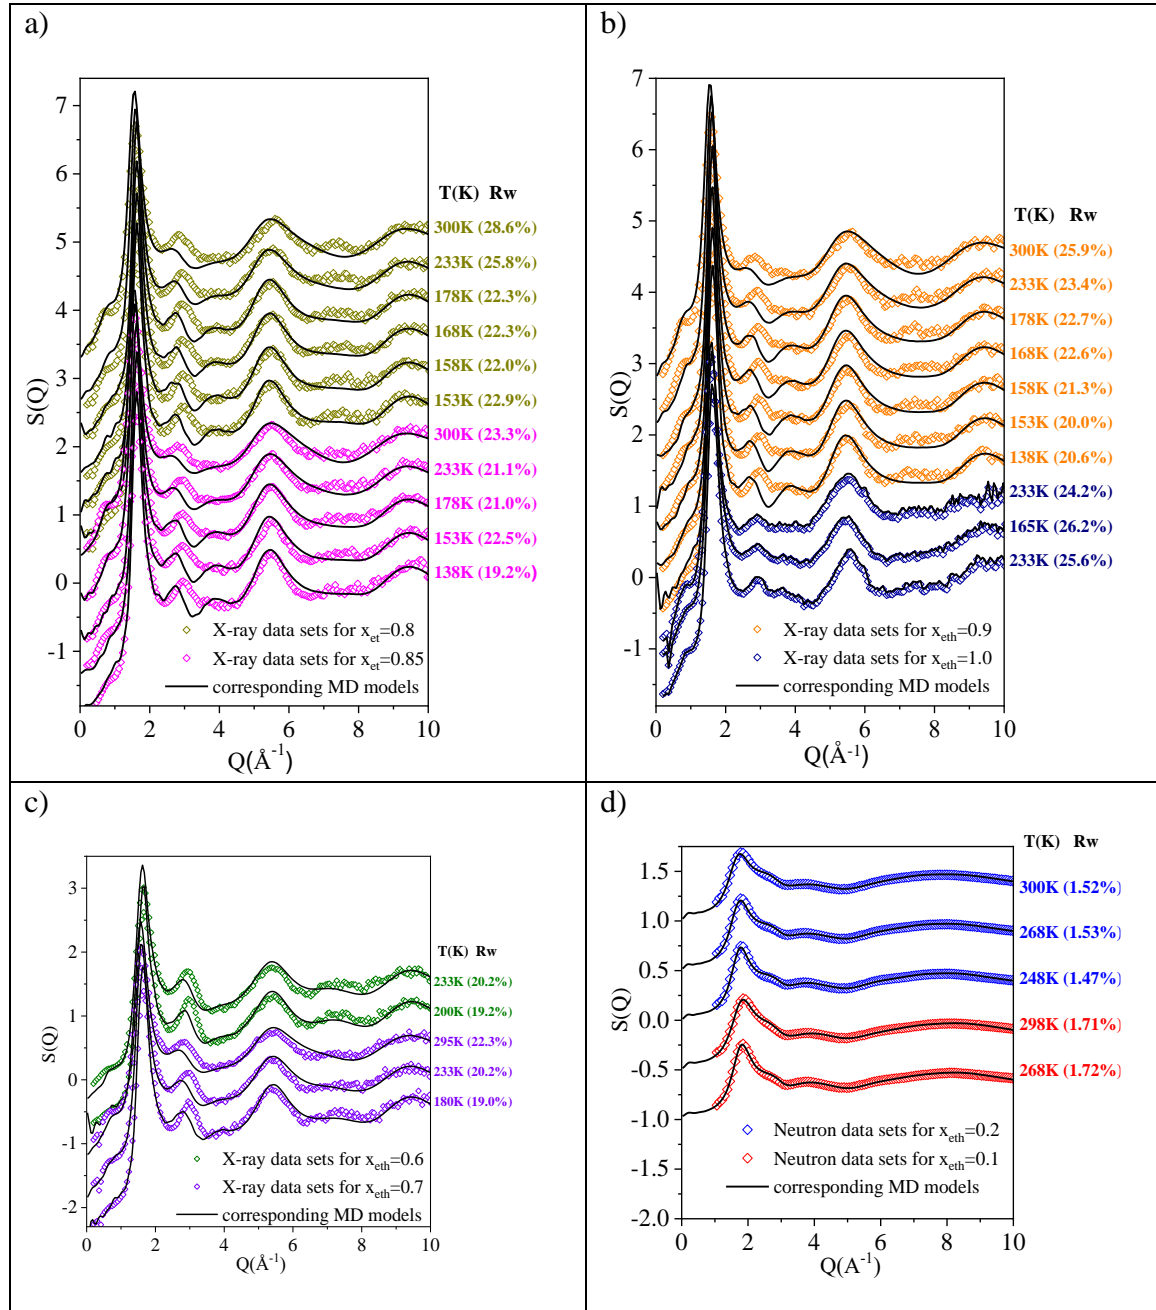 a)
7
6
5
4
3
2
1
0
-1
S(Q)
0 2 4 6 8 10
Q(Å-1)
T(K) Rw
300K (28.6%)
233K (25.8%)
178K (22.3%)
168K (22.3%)
158K (22.0%)
153K (22.9%)
300K (23.3%)
233K (21.1%)
178K (21.0%)
153K (22.5%)
138K (19.2%)
X-ray data sets for xet=0.8
X-ray data sets for xet=0.85
corresponding MD models
b)
7
6
5
4
3
2
1
0
-1
S(Q)
0 2 4 6 8 10
Q(Å-1)
T(K) Rw
300K (25.9%)
233K (23.4%)
178K (22.7%)
168K (22.6%)
158K (21.3%)
153K (20.0%)
138K (20.6%)
233K (24.2%)
165K (26.2%)
233K (25.6%)
X-ray data sets for xeth=0.9
X-ray data sets for xeth=1.0
corresponding MD models
c)
3
2
1
0
-1
-2
S(Q)
0 2 4 6 8 10
Q(Å-1)
T(K) Rw
233K (20.2%)
200K (19.2%)
295K (22.3%)
233K (20.2%)
180K (19.0%)
X-ray data sets for xeth=0.6
X-ray data sets for xeth=0.7
corresponding MD models
d)
1.5
1.0
0.5
0.0
-0.5
-1.0
-1.5
-2.0
S(Q)
0 2 4 6 8 10
Q(A-1)
T(K) Rw
300K (1.52%)
268K (1.53%)
248K (1.47%)
298K (1.71%)
268K (1.72%)
Neutron data sets for xeth=0.2
Neutron data sets for xeth=0.1
corresponding MD models